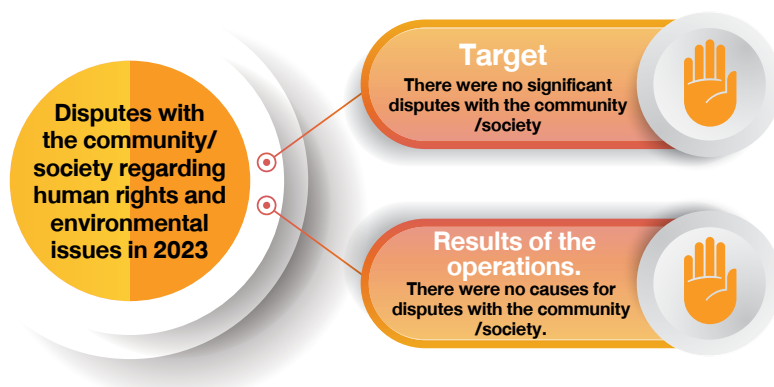 Disputes with
the community/
society regarding
human rights and
environmental
issues in 2023
Target
There were no significant
disputes with the community
/society
Results of the
operations.
There were no causes for
disputes with the community
/society.